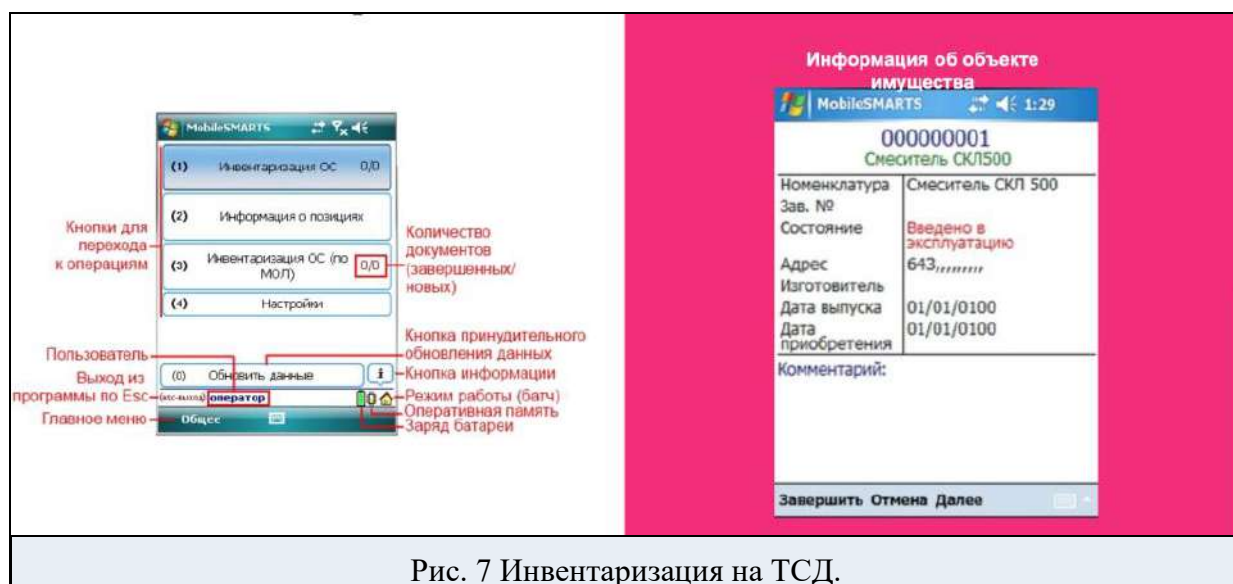 MobileSMARTS
(1) Инвентаризация ОС 0/0
(2) Информация о позициях
(3) Инвентаризация ОС (по
МОЛ) 0/0
(4) Настройки
(0) Обновить данные i
(esc-выход) оператор
Общее
Кнопки для
перехода
к операциям
Пользователь
Выход из
программы по Esc
Главное меню
Количество
документов
(завершенных/
новых)
Кнопка принудительного
обновления данных
Кнопка информации
Режим работы (батч)
Оперативная память
Заряд батареи
Информация об объекте
имущества
MobileSMARTS 1:29
000000001
Смеситель СКЛ500
Номенклатура Смеситель СКЛ 500
Зав. №
Состояние Введено в
эксплуатацию
Адрес 643,,,,,,,,,
Изготовитель
Дата выпуска 01/01/0100
Дата
приобретения 01/01/0100
Комментарий:
Завершить Отмена Далее
Рис. 7 Инвентаризация на ТСД.